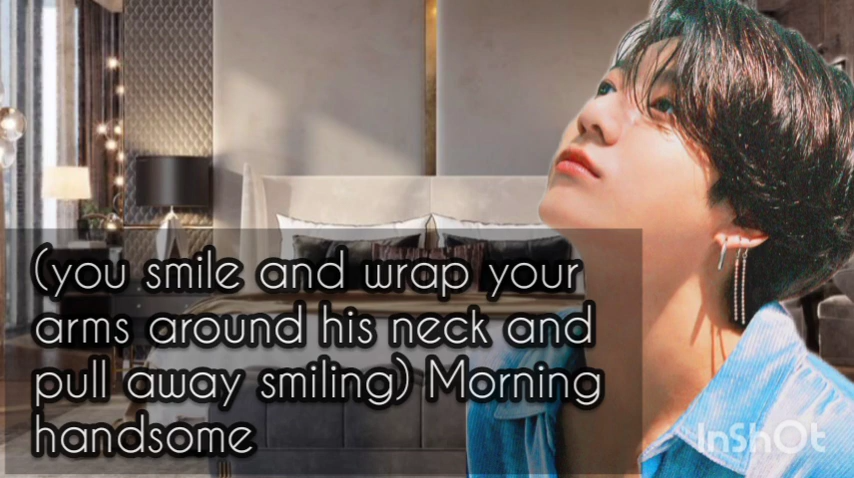 (you smile and wrap your
arms around his neck and
pull away smiling) Morning
handsome
InShOt